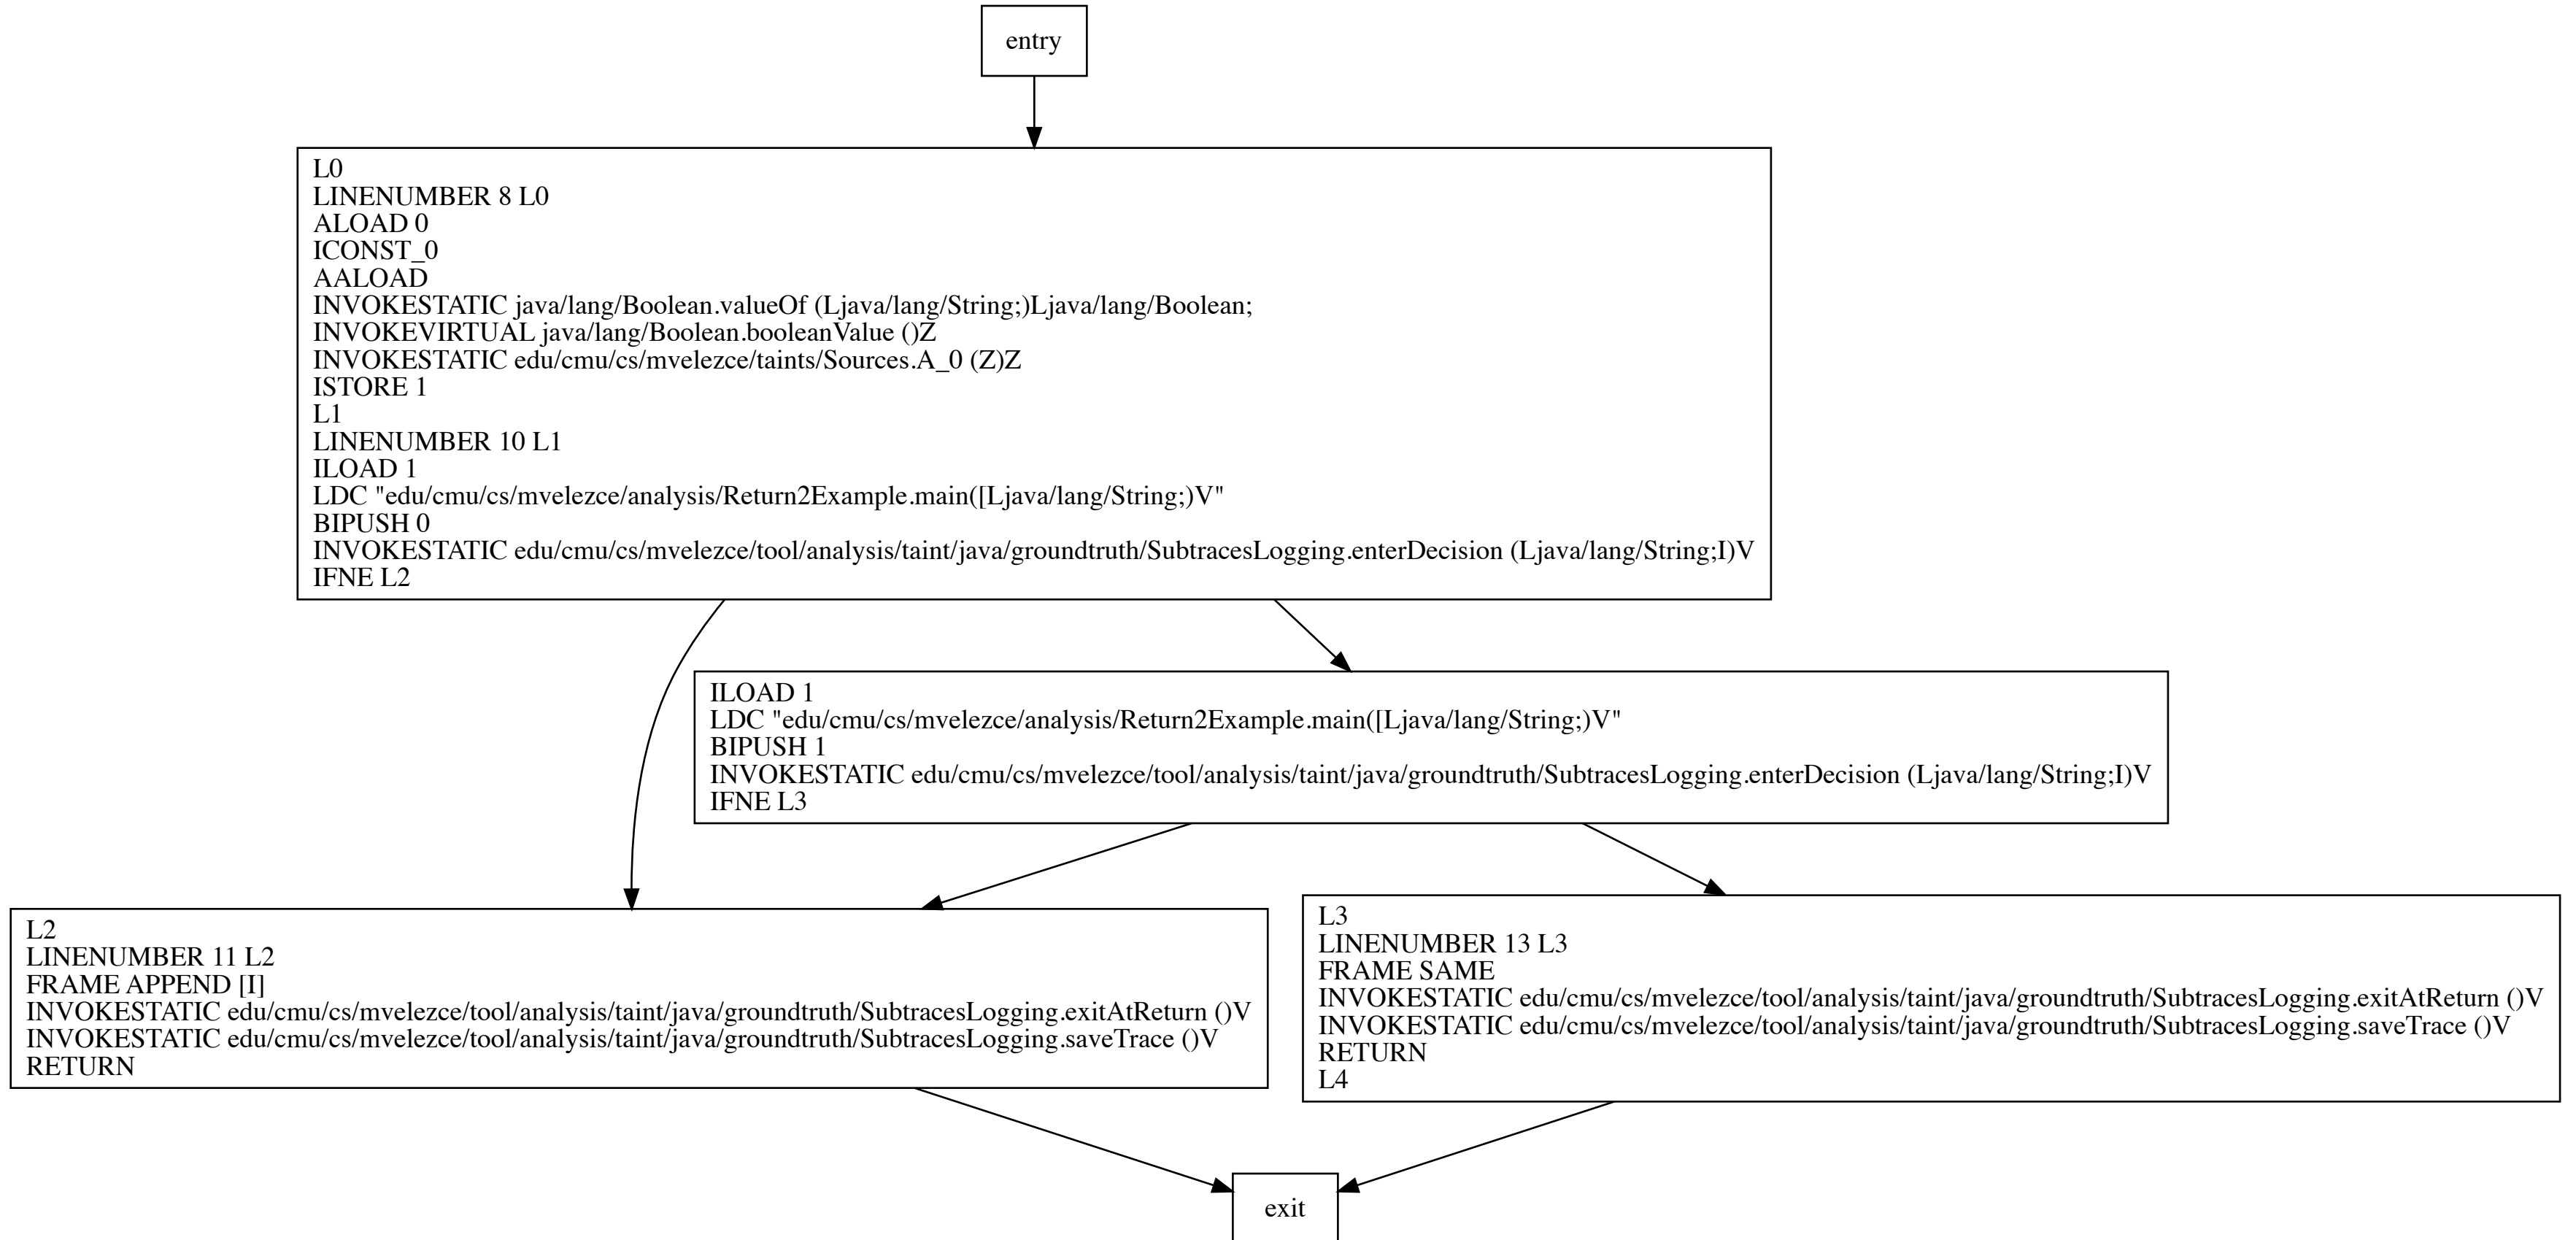 entry
L0
LINENUMBER 8 L0
ALOAD 0
ICONST_0
AALOAD
INVOKESTATIC java/lang/Boolean.valueOf (Ljava/lang/String;)Ljava/lang/Boolean;
INVOKEVIRTUAL java/lang/Boolean.booleanValue ()Z
INVOKESTATIC edu/cmu/cs/mvelezce/taints/Sources.A_0 (Z)Z
ISTORE 1
L1
LINENUMBER 10 L1
ILOAD 1
LDC "edu/cmu/cs/mvelezce/analysis/Return2Example.main([Ljava/lang/String;)V"
BIPUSH 0
INVOKESTATIC edu/cmu/cs/mvelezce/tool/analysis/taint/java/groundtruth/SubtracesLogging.enterDecision (Ljava/lang/String;I)V
IFNE L2
ILOAD 1
LDC "edu/cmu/cs/mvelezce/analysis/Return2Example.main([Ljava/lang/String;)V"
BIPUSH 1
INVOKESTATIC edu/cmu/cs/mvelezce/tool/analysis/taint/java/groundtruth/SubtracesLogging.enterDecision (Ljava/lang/String;I)V
IFNE L3
L2
LINENUMBER 11 L2
FRAME APPEND [I]
INVOKESTATIC edu/cmu/cs/mvelezce/tool/analysis/taint/java/groundtruth/SubtracesLogging.exitAtReturn ()V
INVOKESTATIC edu/cmu/cs/mvelezce/tool/analysis/taint/java/groundtruth/SubtracesLogging.saveTrace ()V
RETURN
L3
LINENUMBER 13 L3
FRAME SAME
INVOKESTATIC edu/cmu/cs/mvelezce/tool/analysis/taint/java/groundtruth/SubtracesLogging.exitAtReturn ()V
INVOKESTATIC edu/cmu/cs/mvelezce/tool/analysis/taint/java/groundtruth/SubtracesLogging.saveTrace ()V
RETURN
L4
exit